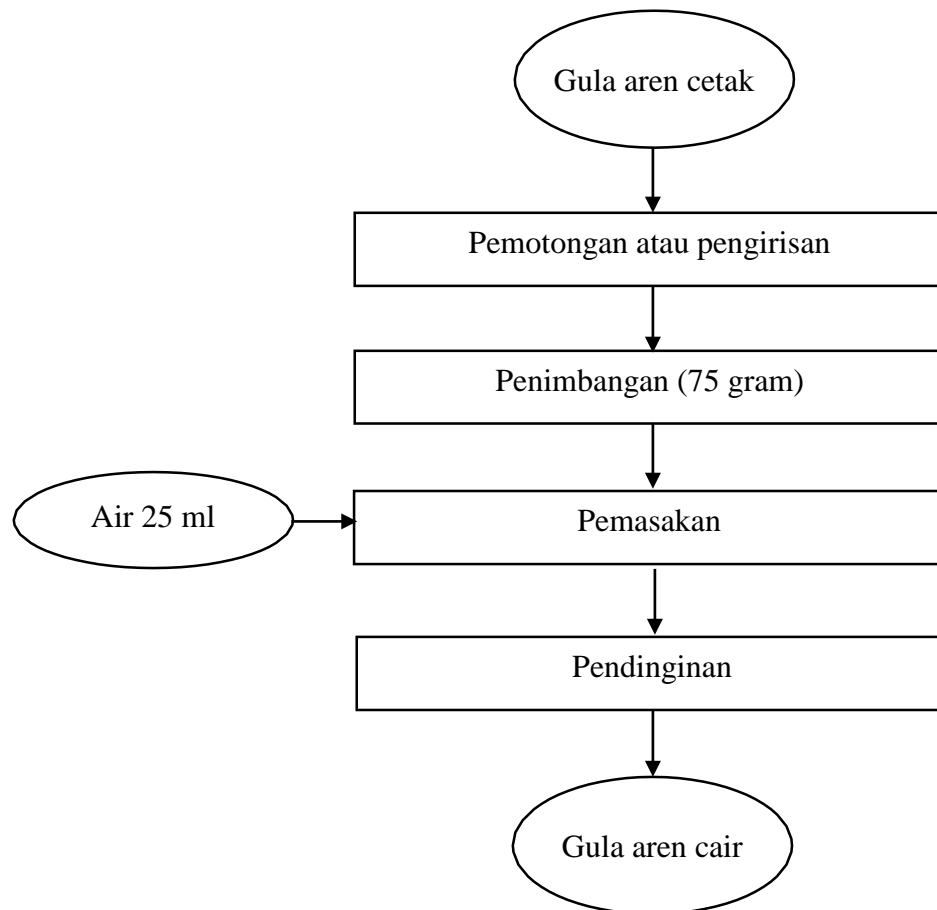 Gula aren cetak
Pemotongan atau pengirisan
Penimbangan (75 gram)
Air 25 ml
Pemasakan
Pendinginan
Gula aren cair